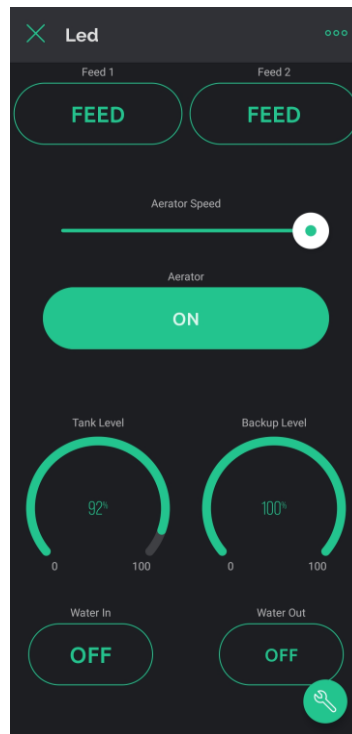 Led
Feed 1 Feed 2
FEED FEED
Aerator Speed
Aerator
ON
Tank Level Backup Level
92% 100%
0 100 0 100
Water In Water Out
OFF OFF